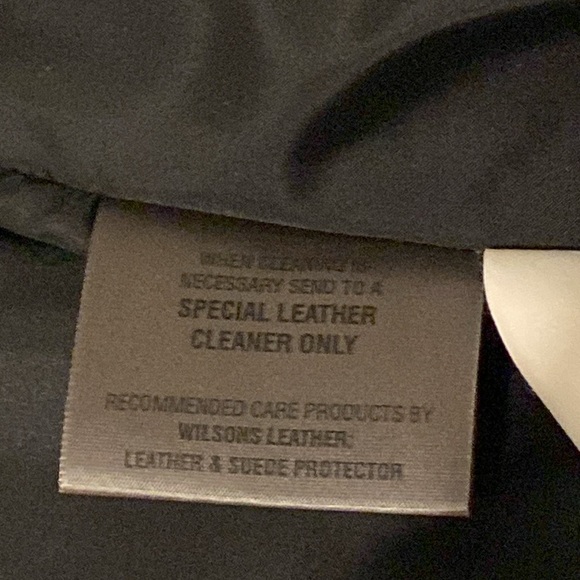 WHEN CLEANING IS
NECESSARY SEND TO A
SPECIAL LEATHER
CLEANER ONLY
RECOMMENDED CARE PRODUCTS BY
WILSONS LEATHER:
LEATHER & SUEDE PROTECTOR